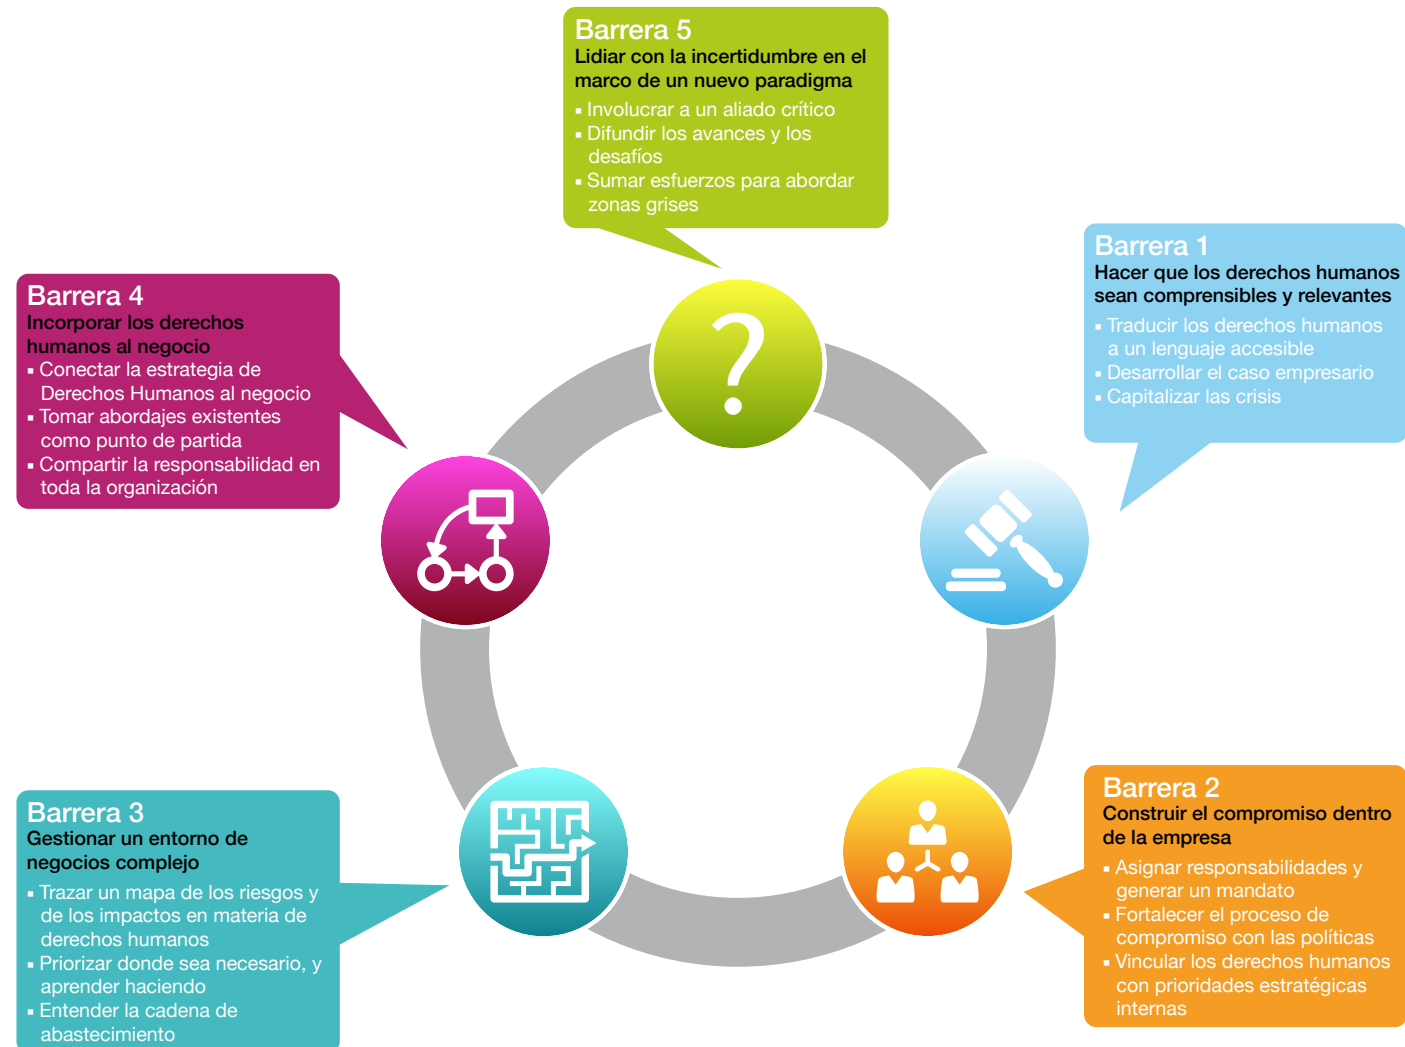 Barrera 5
Lidiar con la incertidumbre en el
marco de un nuevo paradigma
▪ Involucrar a un aliado crítico
▪ Difundir los avances y los
desafíos
▪ Sumar esfuerzos para abordar
zonas grises
Barrera 1
Hacer que los derechos humanos
sean comprensibles y relevantes
▪ Traducir los derechos humanos
a un lenguaje accesible
▪ Desarrollar el caso empresario
▪ Capitalizar las crisis
Barrera 4
Incorporar los derechos
humanos al negocio
▪ Conectar la estrategia de
Derechos Humanos al negocio
▪ Tomar abordajes existentes
como punto de partida
▪ Compartir la responsabilidad en
toda la organización
?
Barrera 2
Construir el compromiso dentro
de la empresa
▪ Asignar responsabilidades y
generar un mandato
▪ Fortalecer el proceso de
compromiso con las políticas
▪ Vincular los derechos humanos
con prioridades estratégicas
internas
Barrera 3
Gestionar un entorno de
negocios complejo
▪ Trazar un mapa de los riesgos y
de los impactos en materia de
derechos humanos
▪ Priorizar donde sea necesario, y
aprender haciendo
▪ Entender la cadena de
abastecimiento